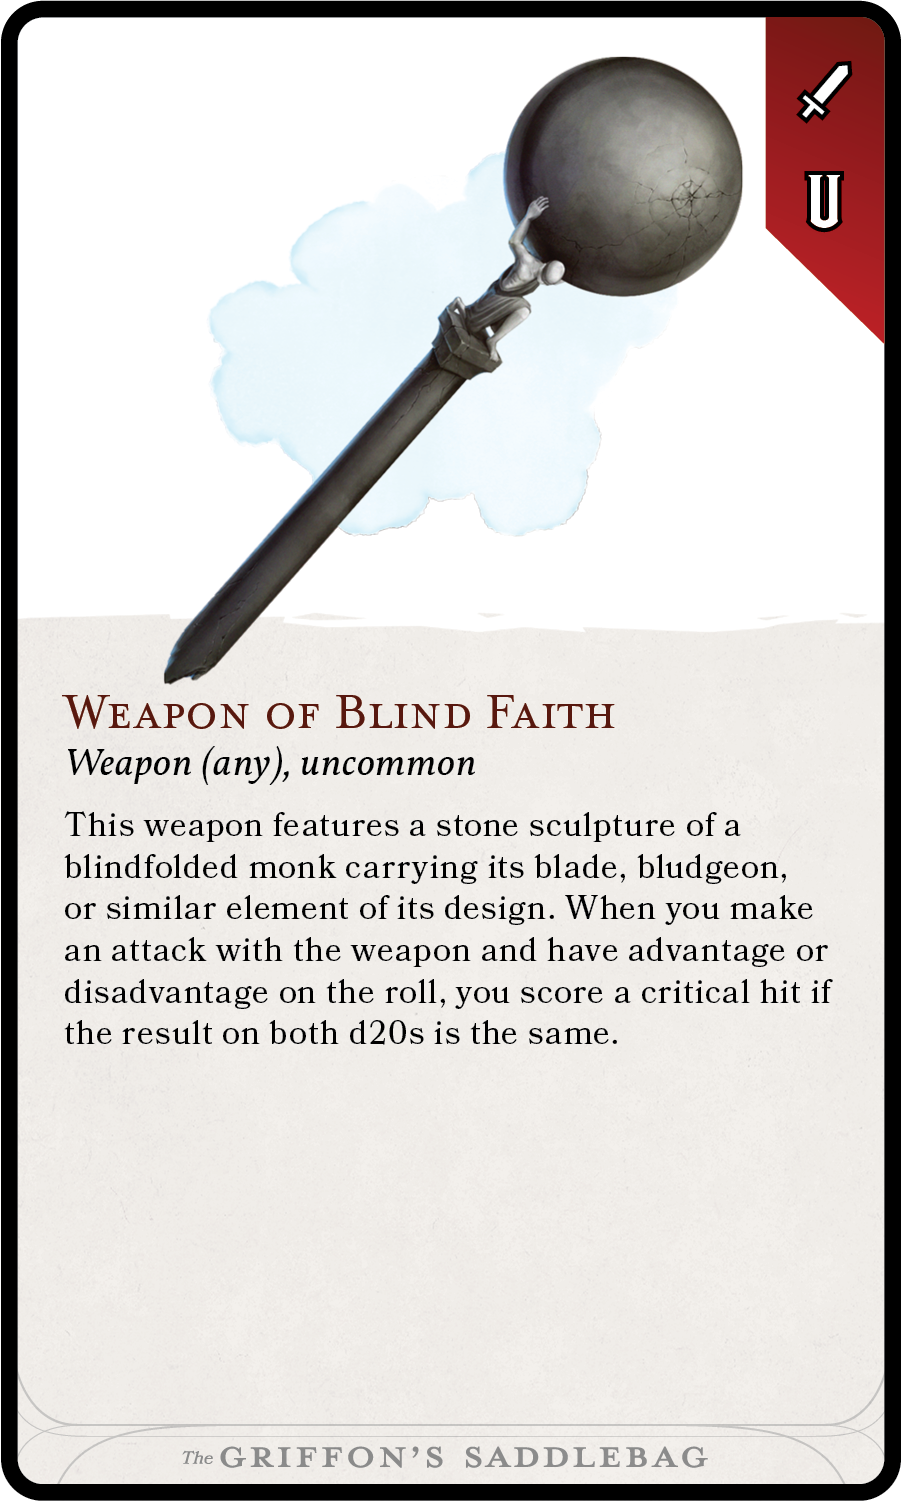 U
Weapon of Blind Faith
Weapon (any), uncommon
This weapon features a stone sculpture of a
blindfolded monk carrying its blade, bludgeon,
or similar element of its design. When you make
an attack with the weapon and have advantage or
disadvantage on the roll, you score a critical hit if
the result on both d20s is the same.
The GRIFFON'S SADDLEBAG